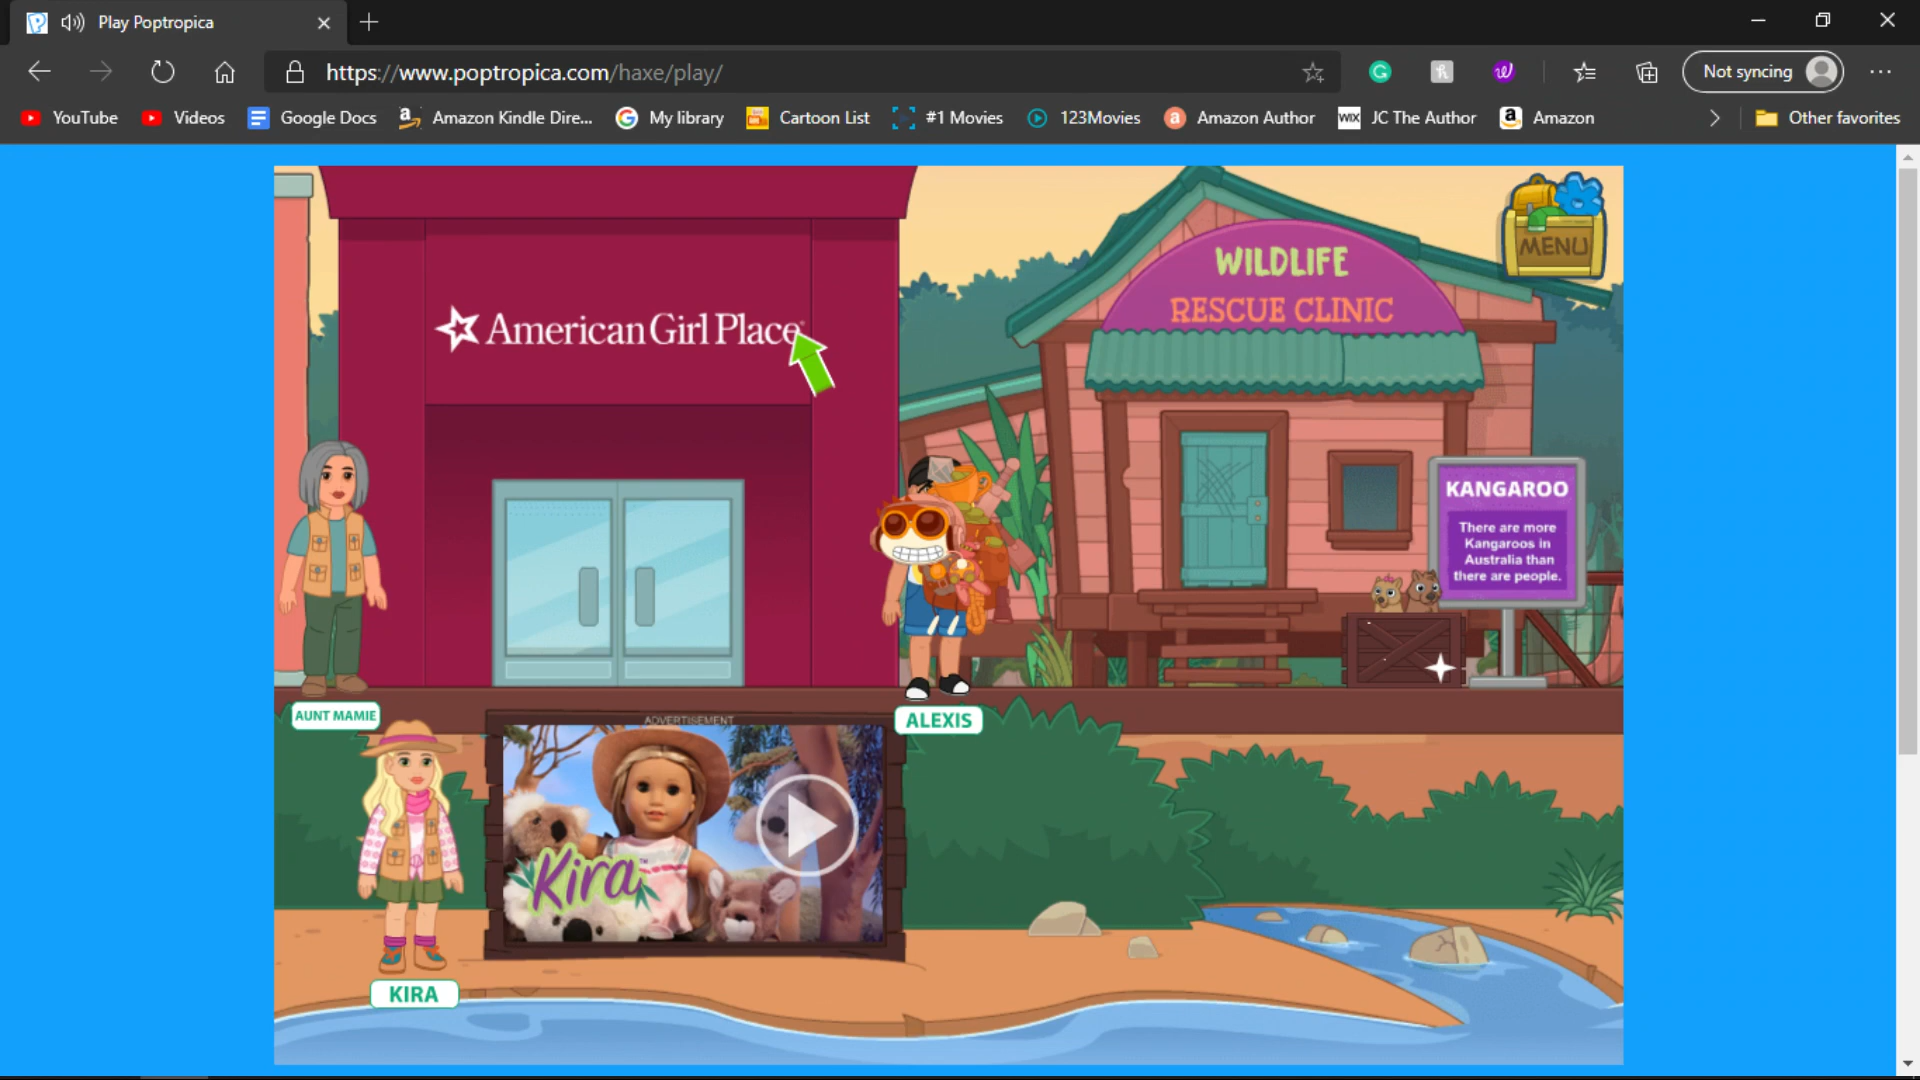 Play Poptropica
https://www.poptropica.com/haxe/play/
Not syncing
YouTube
Videos
Google Docs
Amazon Kindle Dire...
My library
Cartoon List
#1 Movies
123Movies
Amazon Author
WIX
JC The Author
Amazon
Other favorites
American Girl Place
WILDLIFE
RESCUE CLINIC
MENU
KANGAROO
There are more
Kangaroos in
Australia than
there are people.
AUNT MAMIE
ALEXIS
ADVERTISEMENT
Kira™
KIRA